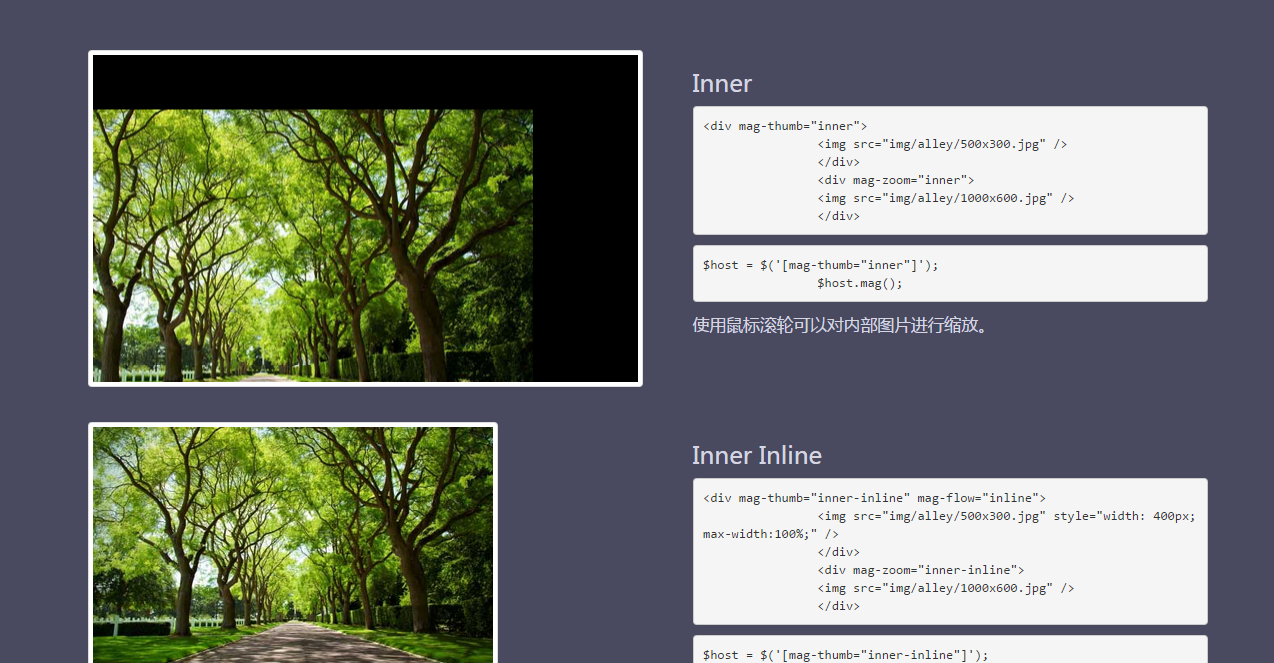 Inner
<div mag-thumb="inner">
<img src="img/alley/500x300.jpg" />
</div>
<div mag-zoom="inner">
<img src="img/alley/1000x600.jpg" />
</div>
$host = $('[mag-thumb="inner"]');
$host.mag();
使用鼠标滚轮可以对内部图片进行缩放。
Inner Inline
<div mag-thumb="inner-inline" mag-flow="inline">
<img src="img/alley/500x300.jpg" style="width: 400px;
max-width:100%;" />
</div>
<div mag-zoom="inner-inline">
<img src="img/alley/1000x600.jpg" />
</div>
$host = $('[mag-thumb="inner-inline"]');